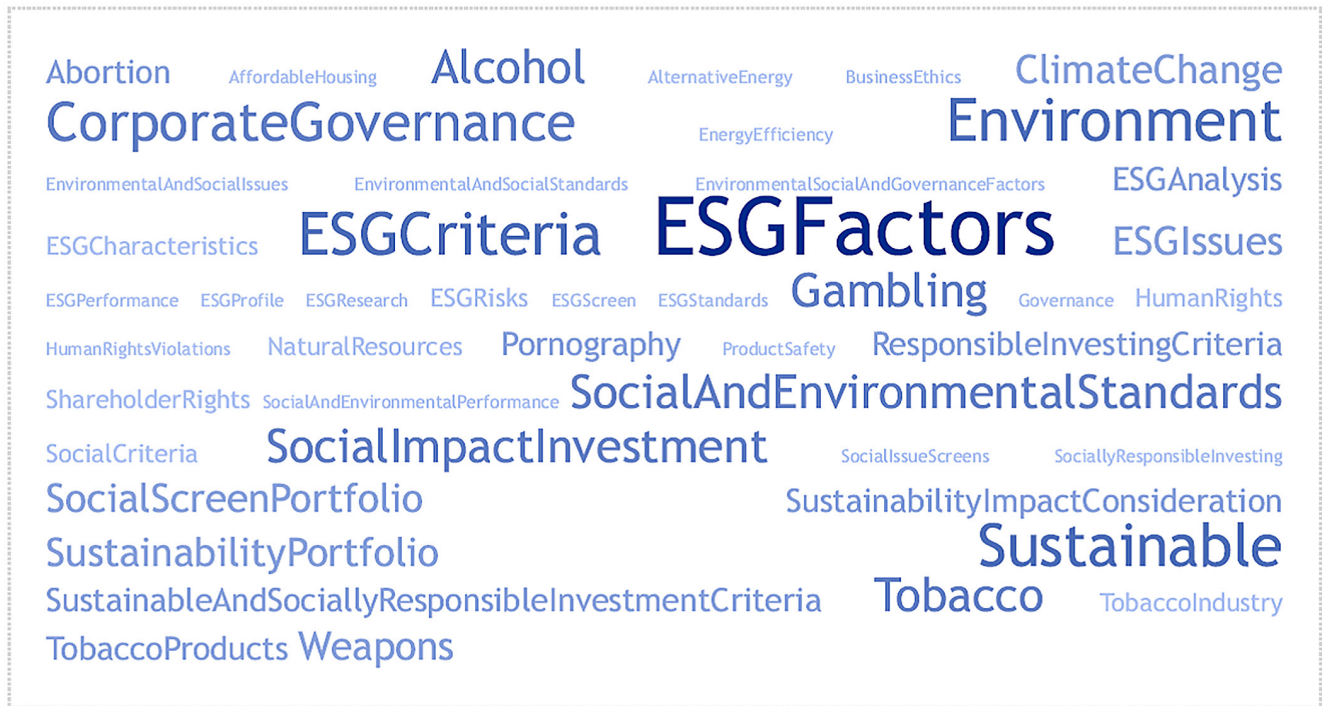 Abortion AffordableHousing Alcohol AlternativeEnergy BusinessEthics ClimateChange
CorporateGovernance EnergyEfficiency Environment
EnvironmentalAndSocialIssues EnvironmentalAndSocialStandards EnvironmentalSocialAndGovernanceFactors ESGAnalysis
ESGCharacteristics ESGCriteria ESGFactors ESGIssues
ESGPerformance ESGProfile ESGResearch ESGRisks ESGScreen ESGStandards Gambling Governance HumanRights
HumanRightsViolations NaturalResources Pornography ProductSafety ResponsibleInvestingCriteria
ShareholderRights SocialAndEnvironmentalPerformance SocialAndEnvironmentalStandards
SocialCriteria SocialImpactInvestment SocialIssueScreens SociallyResponsibleInvesting
SocialScreenPortfolio SustainabilityImpactConsideration
SustainabilityPortfolio Sustainable
SustainableAndSociallyResponsibleInvestmentCriteria Tobacco TobaccoIndustry
TobaccoProducts Weapons